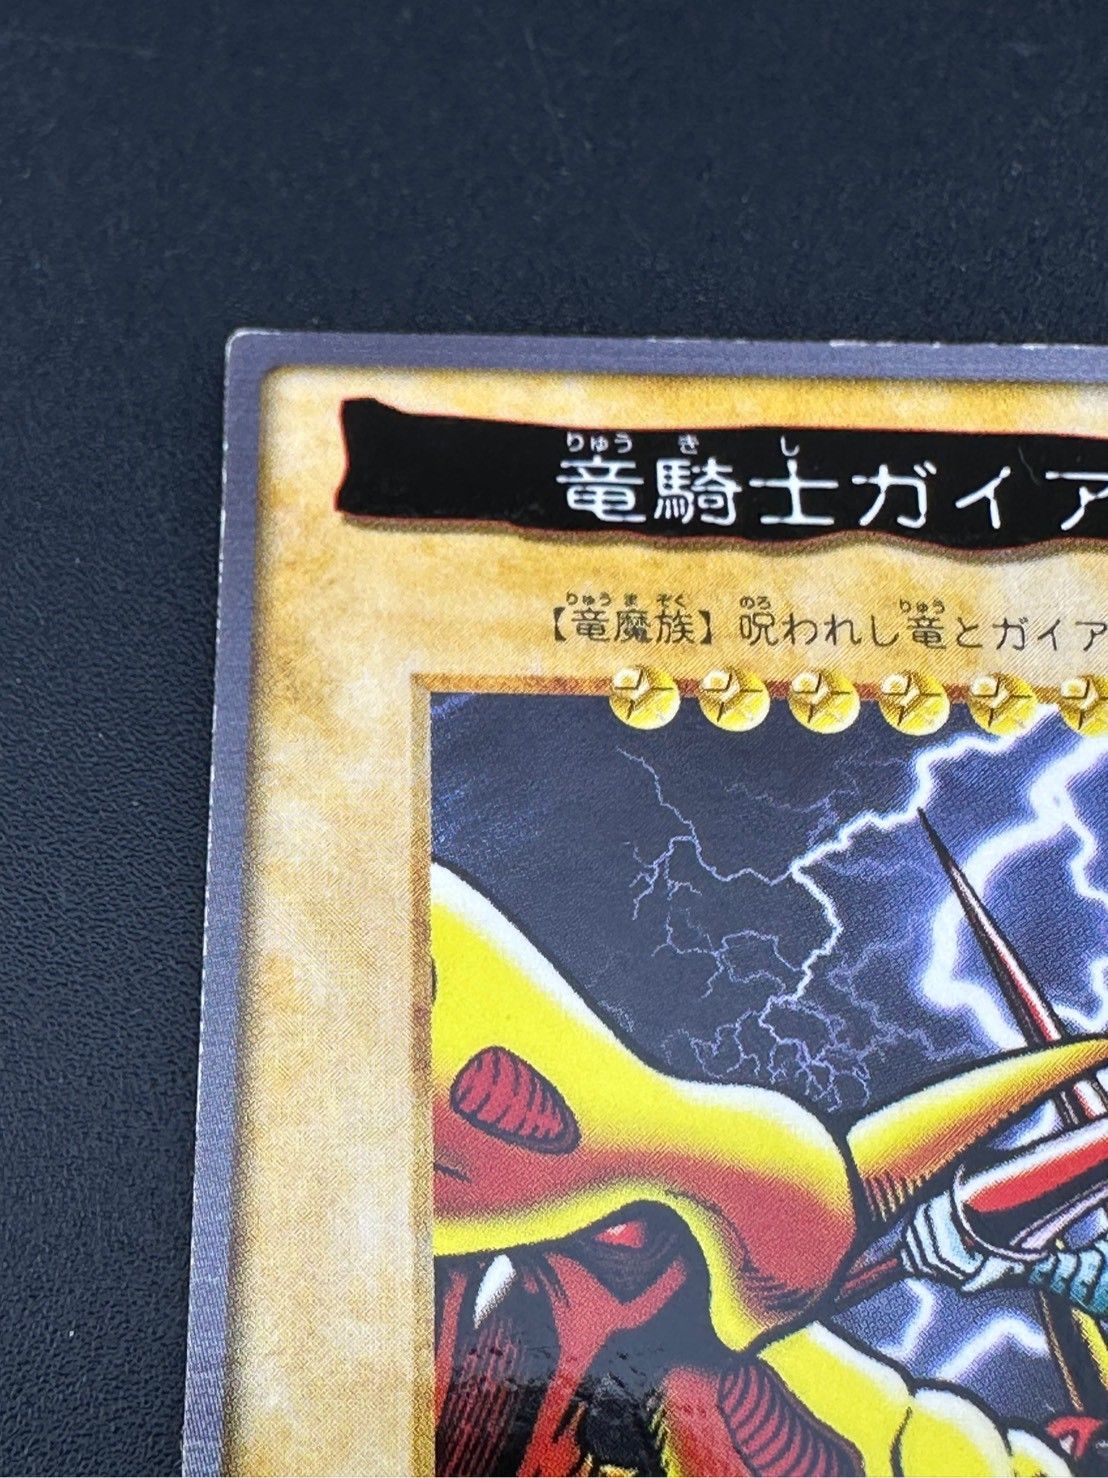 りゅう き し
竜騎士ガイア
りゅう ま ぞく のろ りゅう
【竜魔族】呪われし竜とガイア